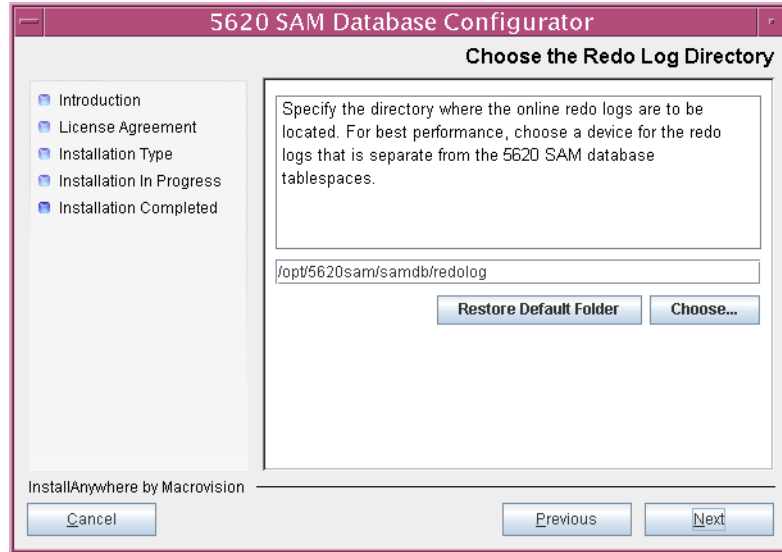 5620 SAM Database Configurator
Choose the Redo Log Directory
Introduction
License Agreement
Installation Type
Installation In Progress
Installation Completed
Specify the directory where the online redo logs are to be
located. For best performance, choose a device for the redo
logs that is separate from the 5620 SAM database
tablespaces.
/opt/5620sam/samdb/redolog
Restore Default Folder
Choose...
InstallAnywhere by Macrovision
Cancel
Previous
Next